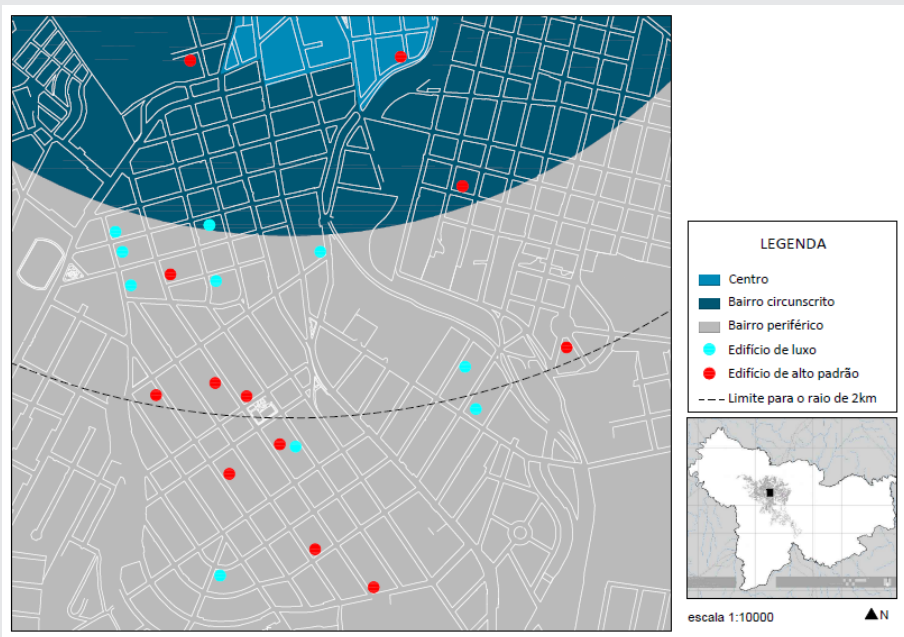 LEGENDA
Centro
Bairro circunscrito
Bairro periférico
Edifício de luxo
Edifício de alto padrão
Limite para o raio de 2km
escala 1:10000
N